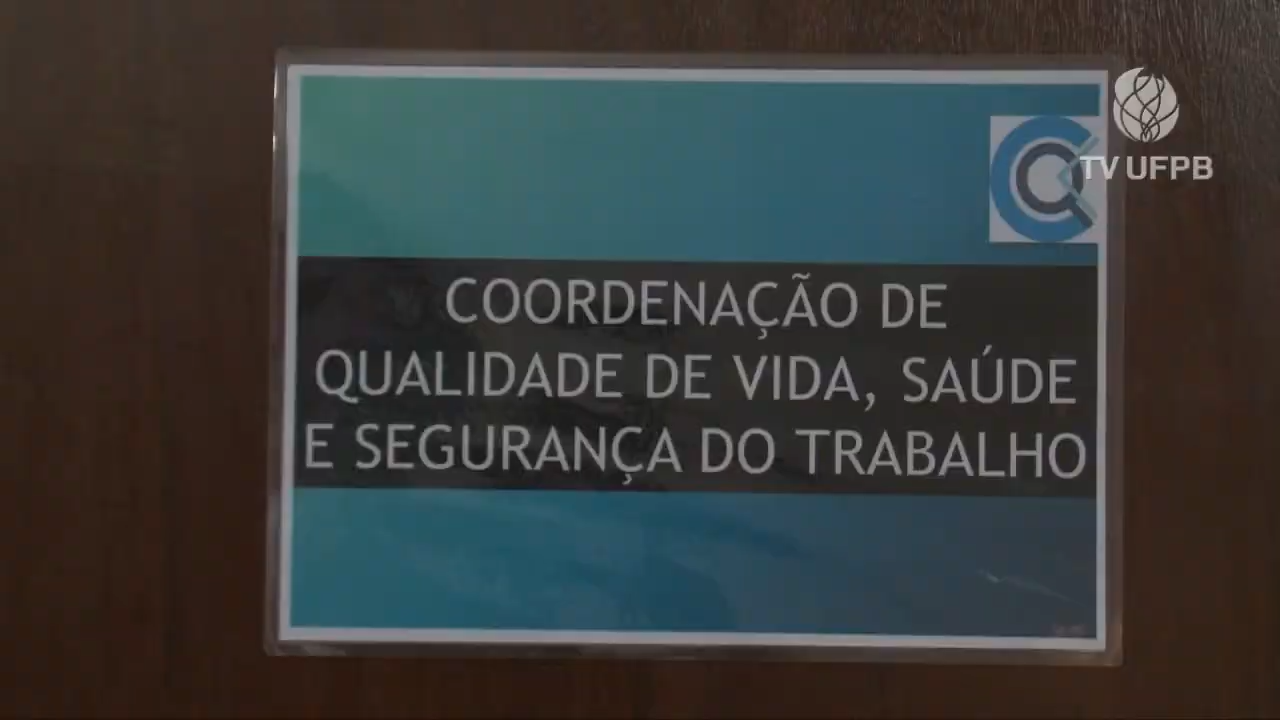 TV UFPB
COORDENAÇÃO DE
QUALIDADE DE VIDA, SAÚDE
E SEGURANÇA DO TRABALHO